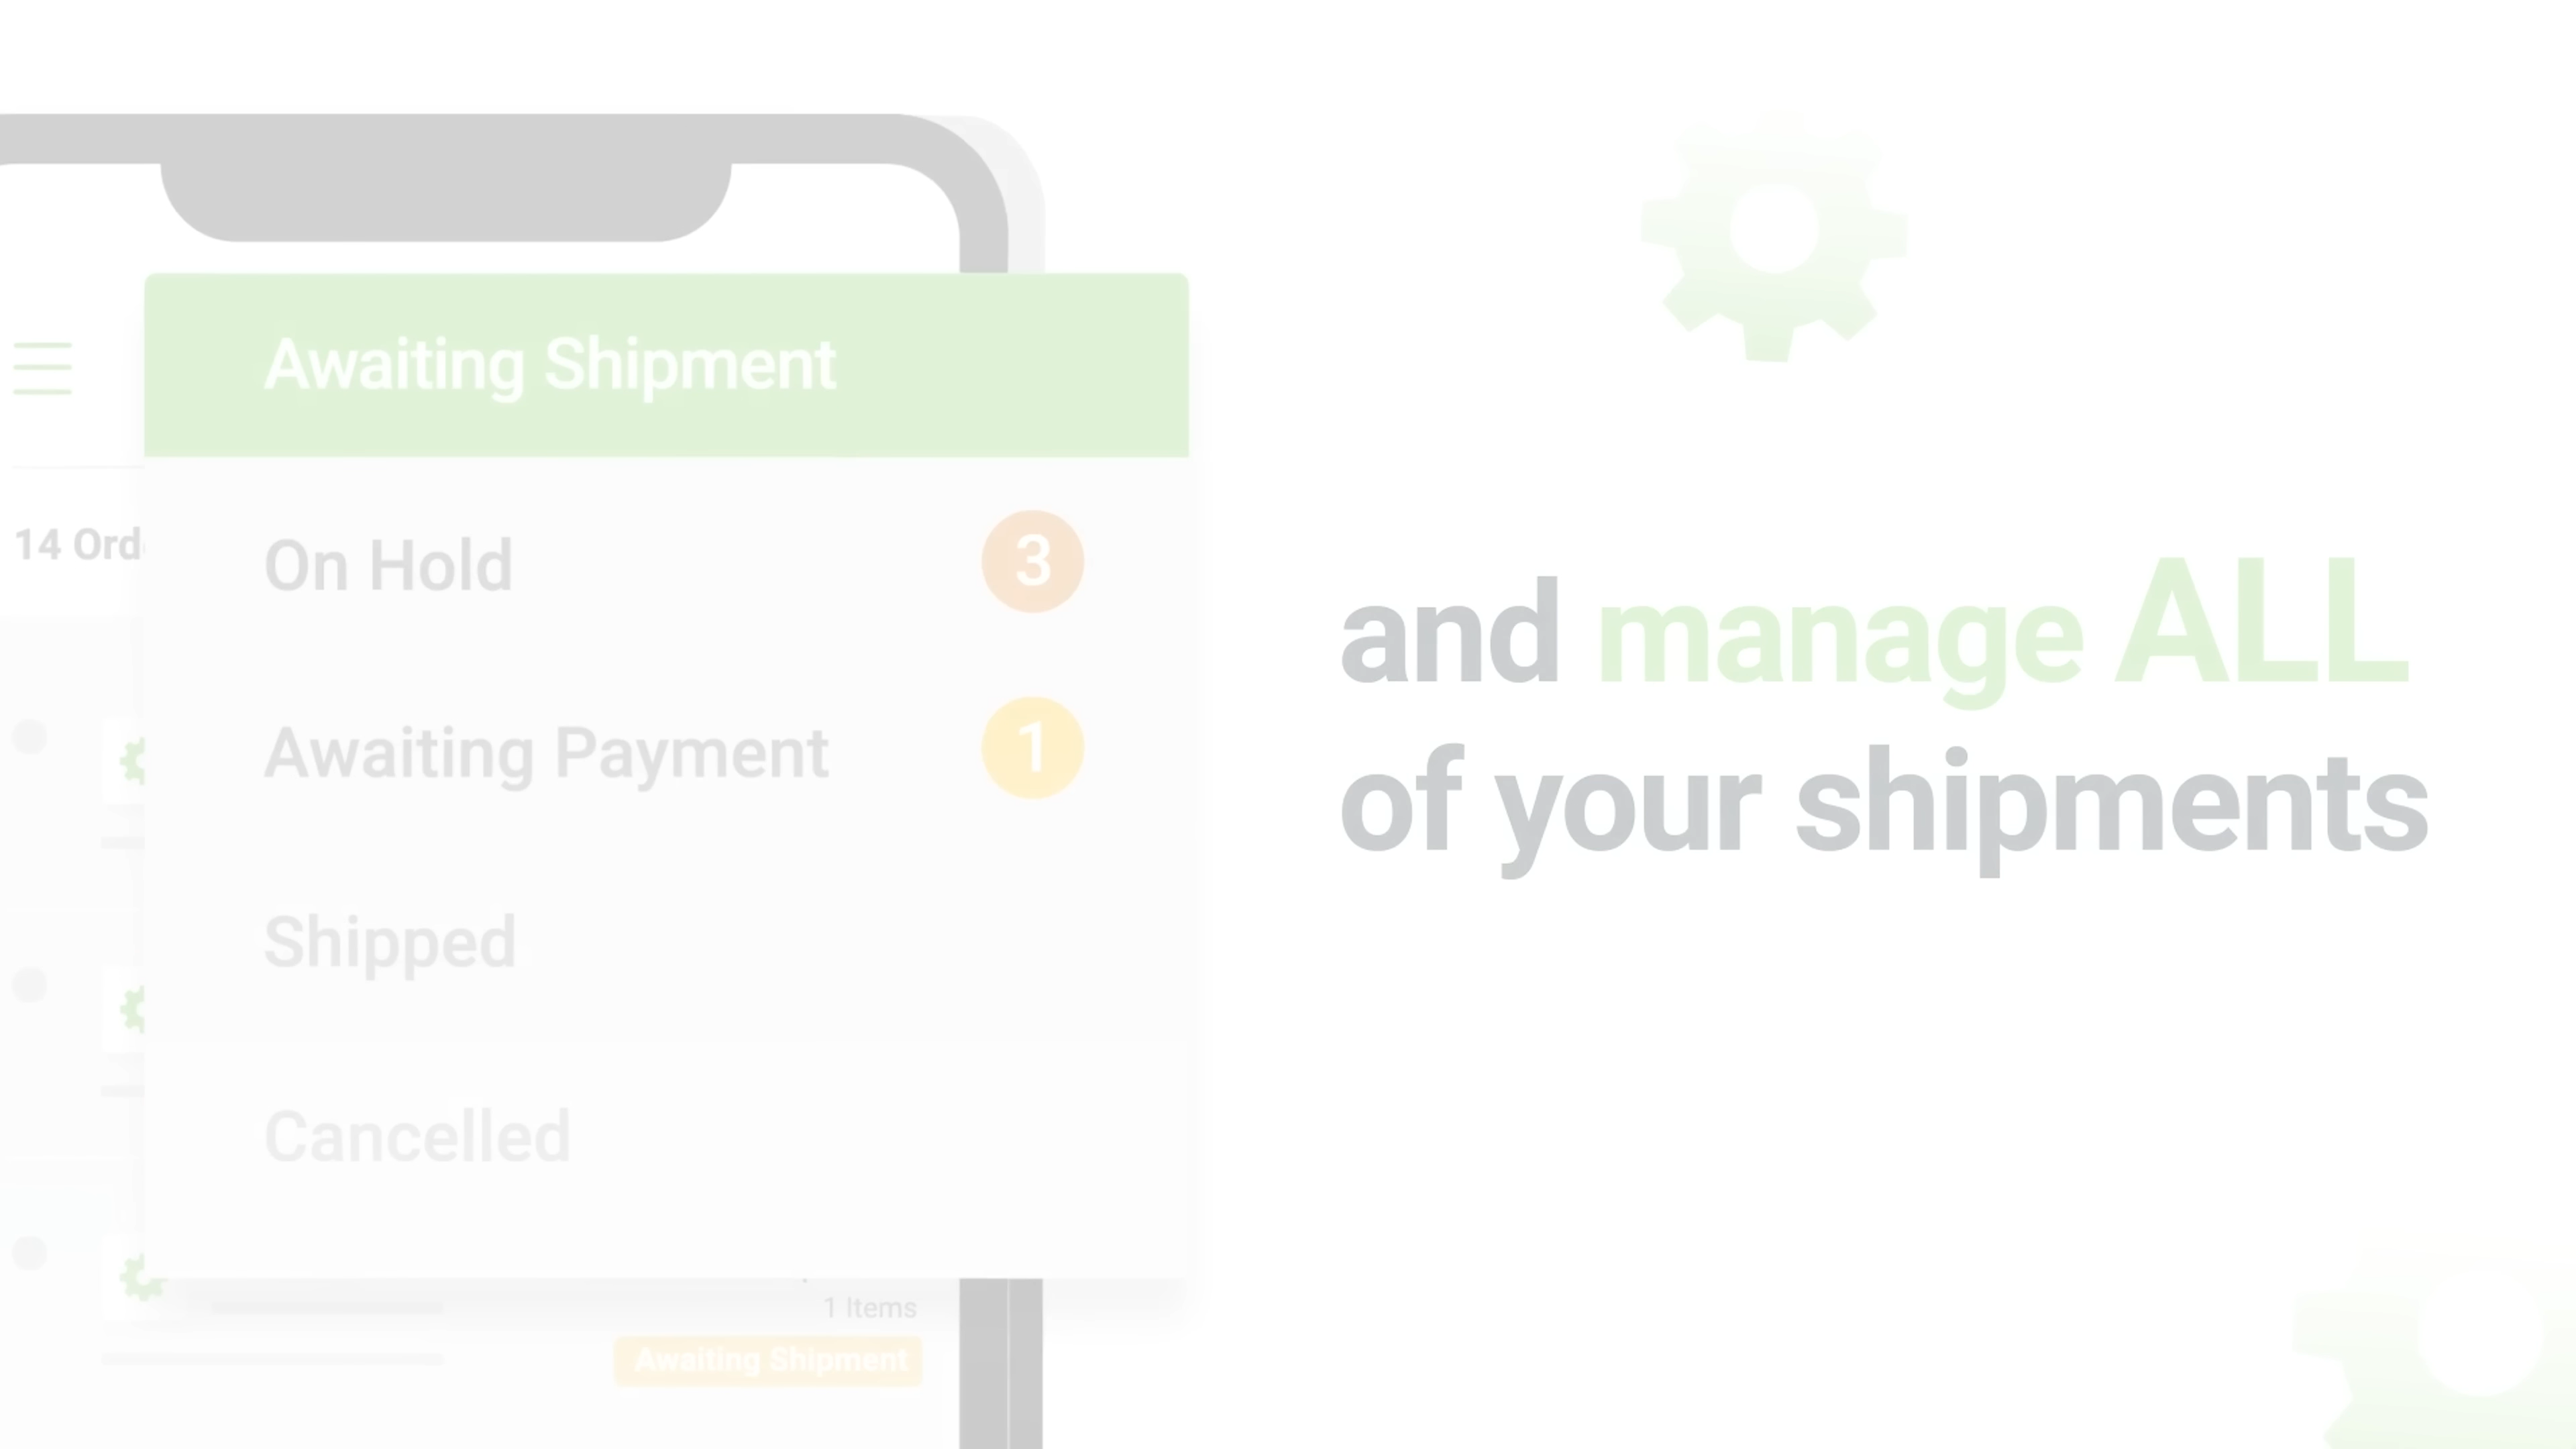 Awaiting Shipment
14 Ord
On Hold
3
Awaiting Payment
1
Shipped
Cancelled
1 Items
Awaiting Shipment
and manage ALL
of your shipments